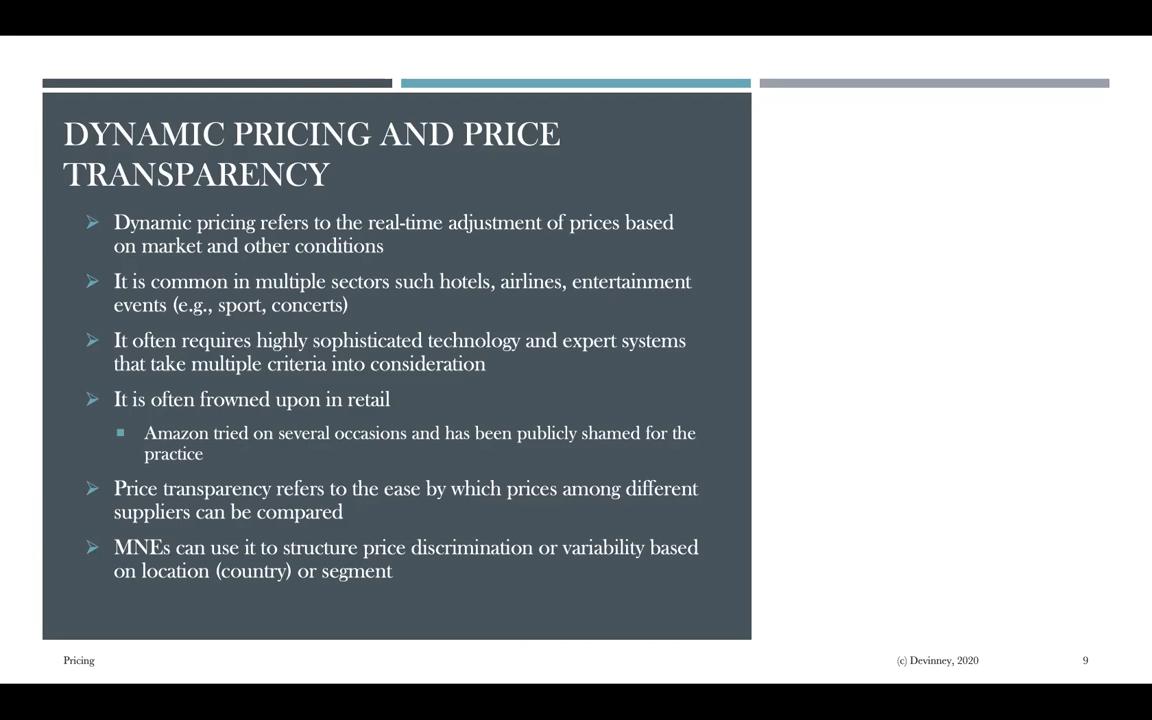 DYNAMIC PRICING AND PRICE
TRANSPARENCY
Dynamic pricing refers to the real-time adjustment of prices based
on market and other conditions
It is common in multiple sectors such hotels, airlines, entertainment
events (e.g., sport, concerts)
It often requires highly sophisticated technology and expert systems
that take multiple criteria into consideration
It is often frowned upon in retail
Amazon tried on several occasions and has been publicly shamed for the
practice
Price transparency refers to the ease by which prices among different
suppliers can be compared
MNEs can use it to structure price discrimination or variability based
on location (country) or segment
Pricing
(c) Devinney, 2020
9